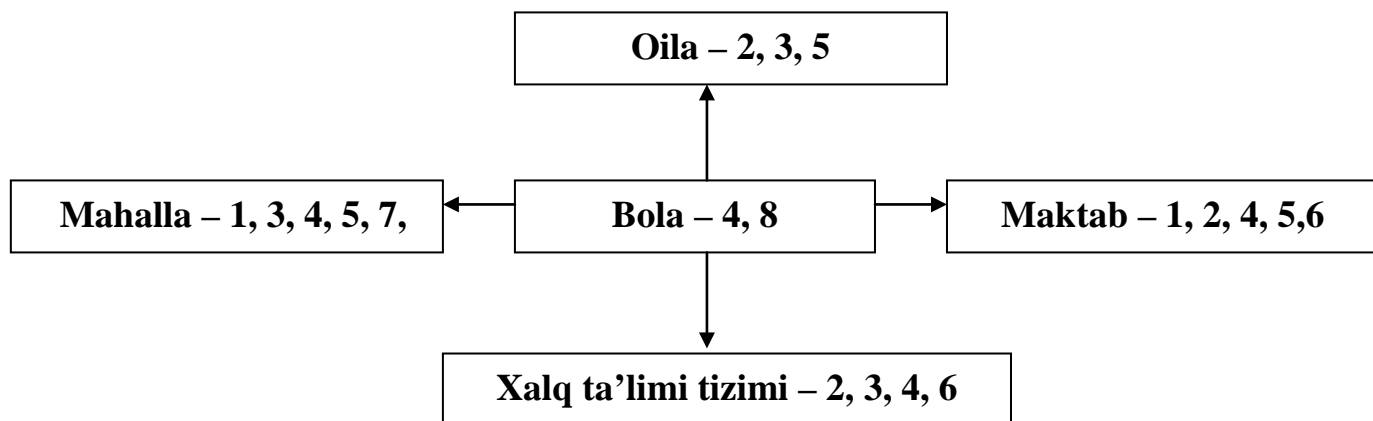 Oila – 2, 3, 5
Mahalla – 1, 3, 4, 5, 7,
Bola – 4, 8
Maktab – 1, 2, 4, 5,6
Xalq ta’limi tizimi – 2, 3, 4, 6